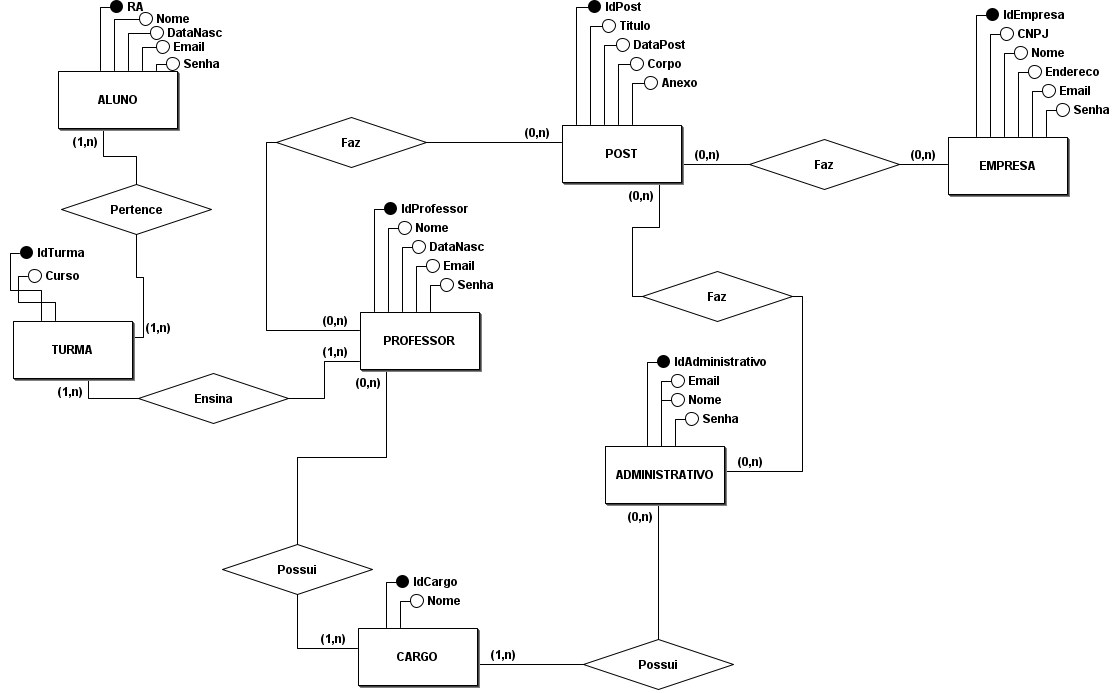 RA
Nome
DataNasc
Email
Senha
ALUNO
(1,n)
Pertence
IdTurma
Curso
(1,n)
TURMA
(1,n)
Ensina
(1,n)
IdPost
Titulo
DataPost
Corpo
Anexo
POST
(0,n)
Faz
(0,n)
IdProfessor
Nome
DataNasc
Email
Senha
PROFESSOR
(0,n)
(0,n)
Faz
(0,n)
IdEmpresa
CNPJ
Nome
Endereco
Email
Senha
EMPRESA
(0,n)
Faz
(0,n)
IdAdministrativo
Email
Nome
Senha
ADMINISTRATIVO
(0,n)
Possui
(1,n)
IdCargo
Nome
CARGO
(1,n)
Possui